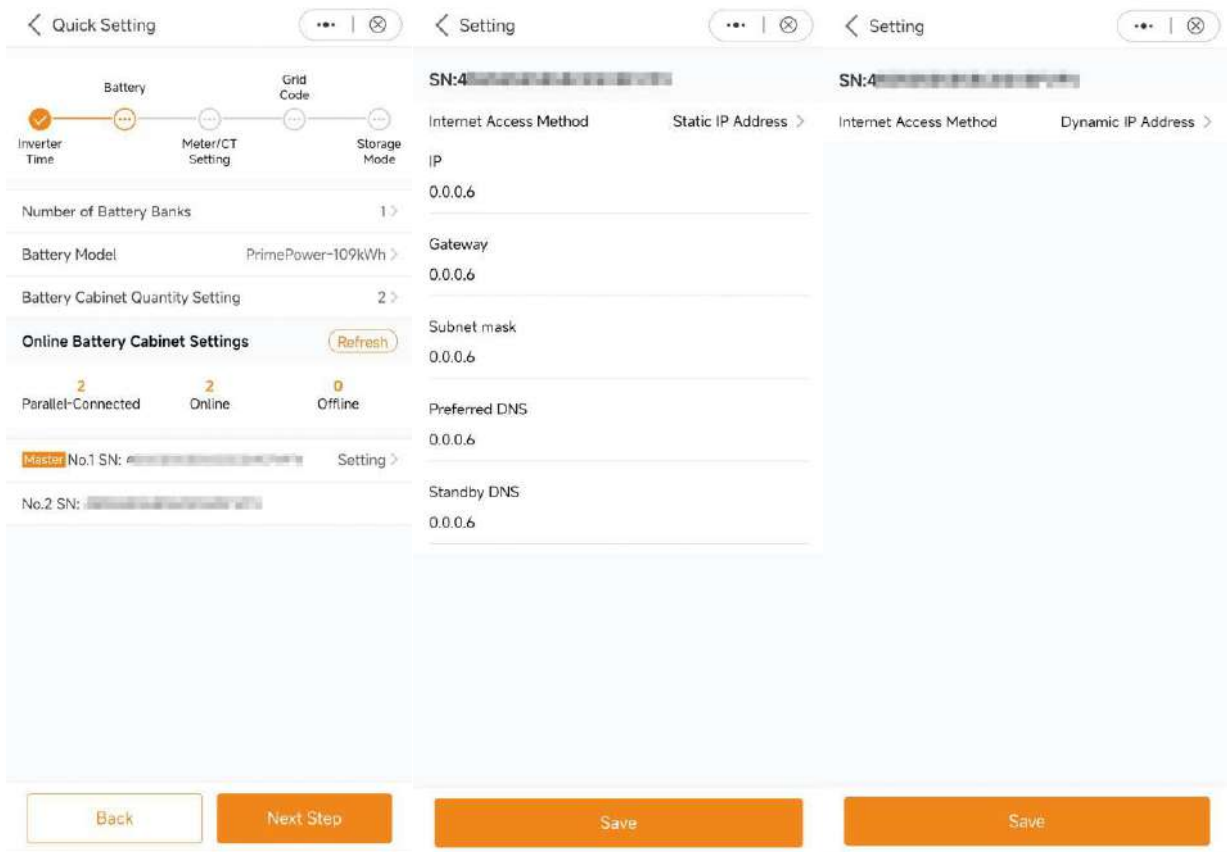 Quick Setting
Battery
Grid
Code
Inverter
Time
Meter/CT
Setting
Storage
Mode
Number of Battery Banks 1
Battery Model PrimePower-109kWh
Battery Cabinet Quantity Setting 2
Online Battery Cabinet Settings Refresh
2 2 0
Parallel-Connected Online Offline
Master No.1 SN: Setting
No.2 SN:
Back Next Step
Setting
SN:4
Internet Access Method Static IP Address
IP
0.0.0.6
Gateway
0.0.0.6
Subnet mask
0.0.0.6
Preferred DNS
0.0.0.6
Standby DNS
0.0.0.6
Save
Setting
SN:4
Internet Access Method Dynamic IP Address
Save